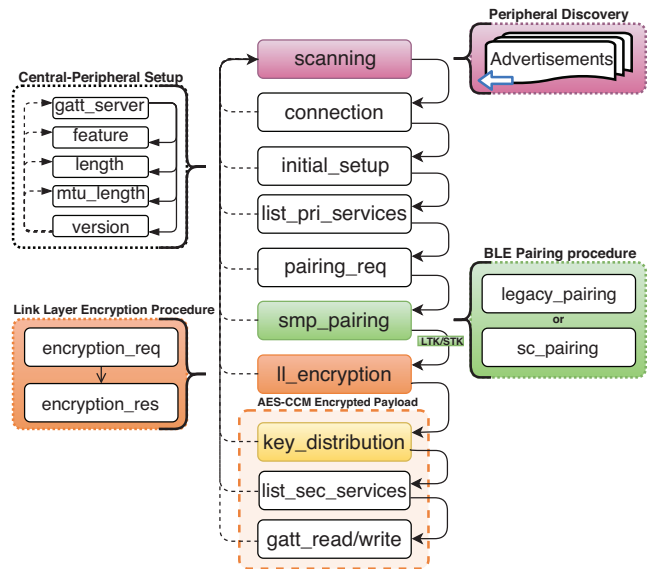 Peripheral Discovery
Advertisements
scanning
Central-Peripheral Setup
gatt_server
feature
length
mtu_length
version
connection
initial_setup
list_pri_services
pairing_req
smp_pairing
LTK/STK
BLE Pairing procedure
legacy_pairing
or
sc_pairing
Link Layer Encryption Procedure
encryption_req
encryption_res
ll_encryption
AES-CCM Encrypted Payload
key_distribution
list_sec_services
gatt_read/write